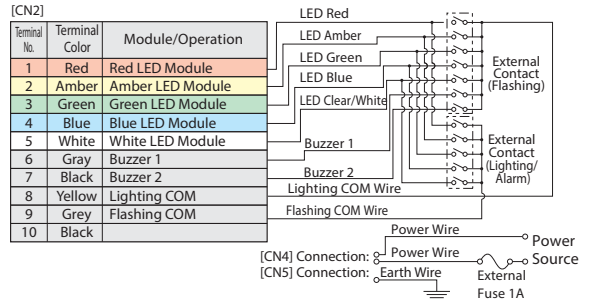 [CN2]
Terminal No. Terminal Color Module/Operation
1 Red Red LED Module
2 Amber Amber LED Module
3 Green Green LED Module
4 Blue Blue LED Module
5 White White LED Module
6 Gray Buzzer 1
7 Black Buzzer 2
8 Yellow Lighting COM
9 Grey Flashing COM
10 Black
LED Red
LED Amber
LED Green
LED Blue
LED Clear/White
Buzzer 1
Buzzer 2
Lighting COM Wire
Flashing COM Wire
External
Contact
(Flashing)
External
Contact
(Lighting/
Alarm)
Power Wire
[CN4] Connection: Power Wire
[CN5] Connection: Earth Wire
Power
Source
External
Fuse 1A